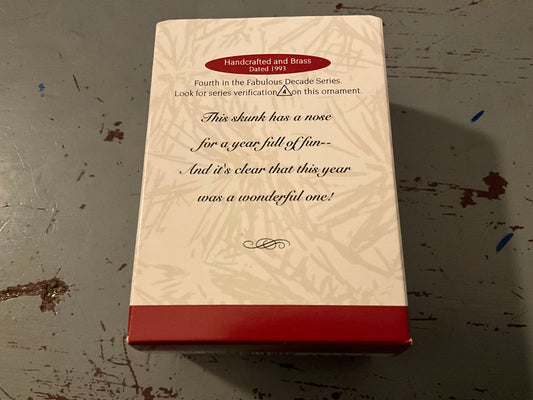 Handcrafted and Brass
Dated 1993
Fourth in the Fabulous Decade Series.
Look for series verification 4 on this ornament.
This skunk has a nose
for a year full of fun--
And it's clear that this year
was a wonderful one!